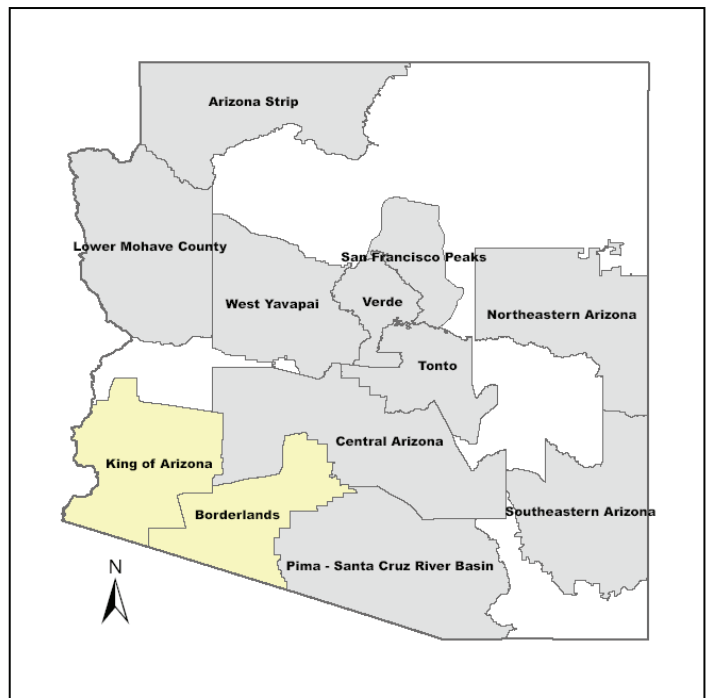 Arizona Strip
Lower Mohave County
San Francisco Peaks
West Yavapai
Verde
Northeastern Arizona
Tonto
Central Arizona
King of Arizona
Borderlands
Southeastern Arizona
Pima - Santa Cruz River Basin
N